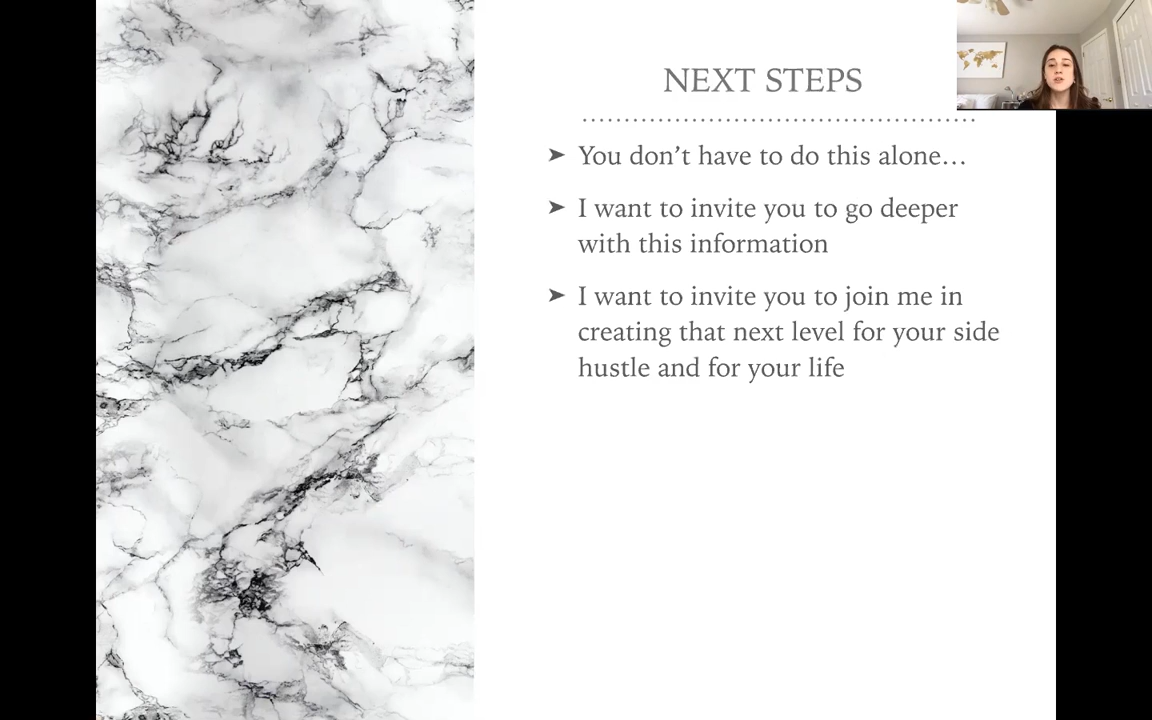 NEXT STEPS
➤ You don’t have to do this alone…
➤ I want to invite you to go deeper
with this information
➤ I want to invite you to join me in
creating that next level for your side
hustle and for your life